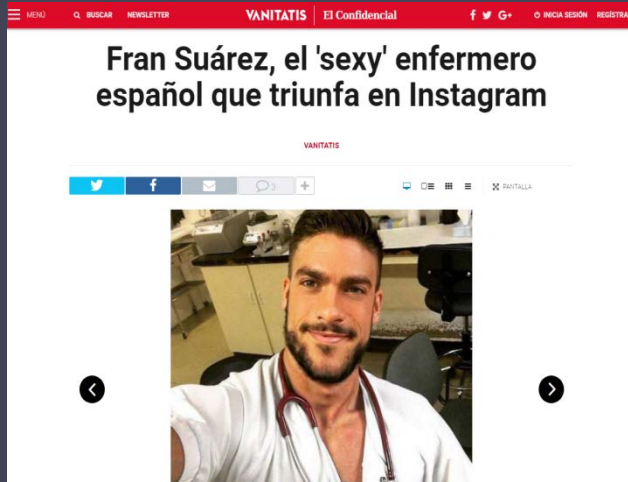 MENÚ BUSCAR NEWSLETTER VANITATIS El Confidencial G+ INICIA SESIÓN REGÍSTRA
Fran Suárez, el 'sexy' enfermero
español que triunfa en Instagram
VANITATIS
PANTALLA